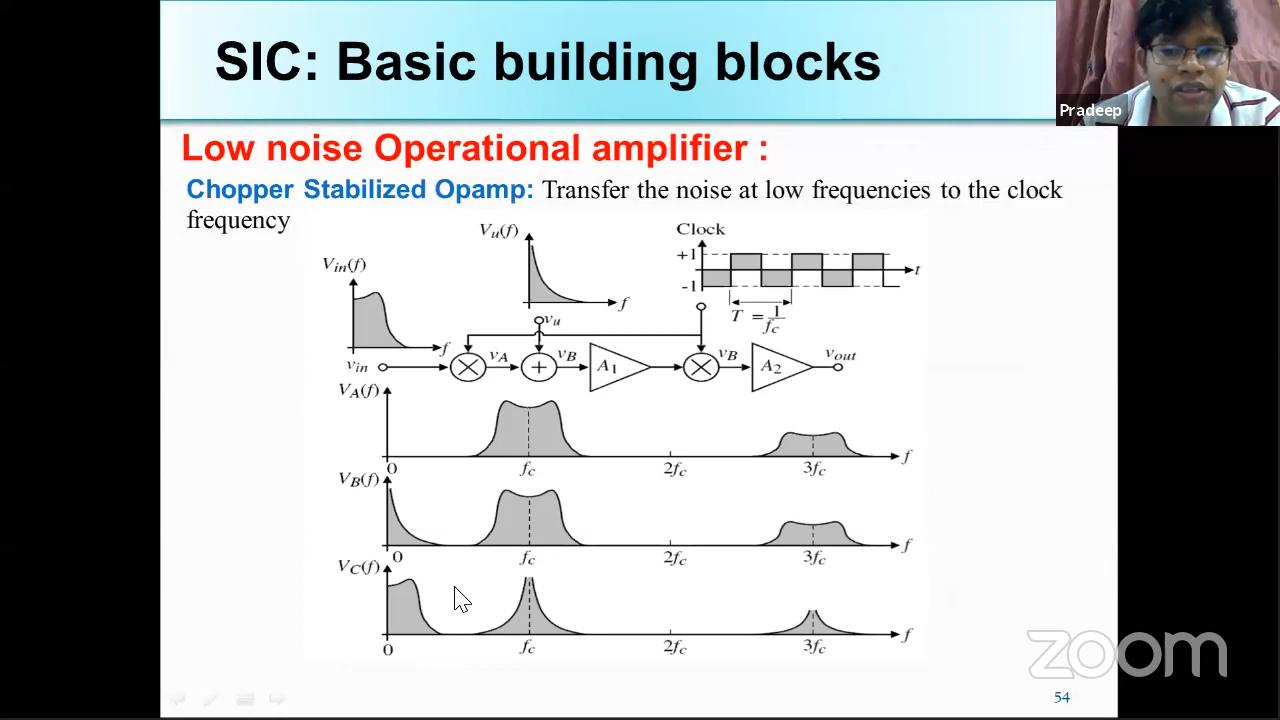 SIC: Basic building blocks
Pradeep
Low noise Operational amplifier :
Chopper Stabilized Opamp: Transfer the noise at low frequencies to the clock
frequency
Vu(f)
Clock
+1
-1
t
T = 1/fc
Vin(f)
f
f
vu
vin
vA
vB
A1
vB
A2
vout
VA(f)
0
fc
2fc
3fc
f
VB(f)
0
fc
2fc
3fc
f
VC(f)
0
fc
2fc
3fc
f
zoom
54